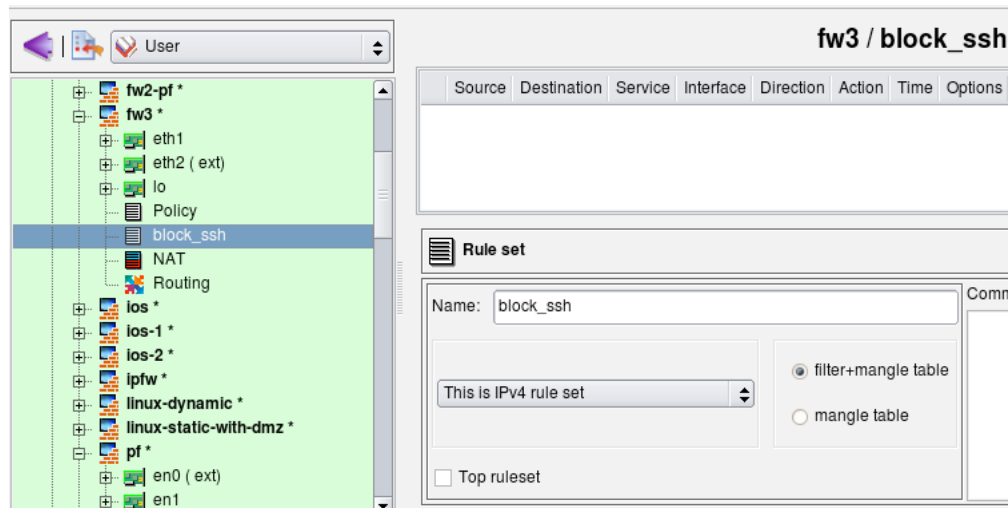 User
fw3 / block_ssh
fw2-pf *
fw3 *
eth1
eth2 ( ext)
lo
Policy
block_ssh
NAT
Routing
ios *
ios-1 *
ios-2 *
ipfw *
linux-dynamic *
linux-static-with-dmz *
pf *
en0 ( ext)
en1
Source Destination Service Interface Direction Action Time Options
Rule set
Name: block_ssh
Comm
This is IPv4 rule set
filter+mangle table
mangle table
Top ruleset